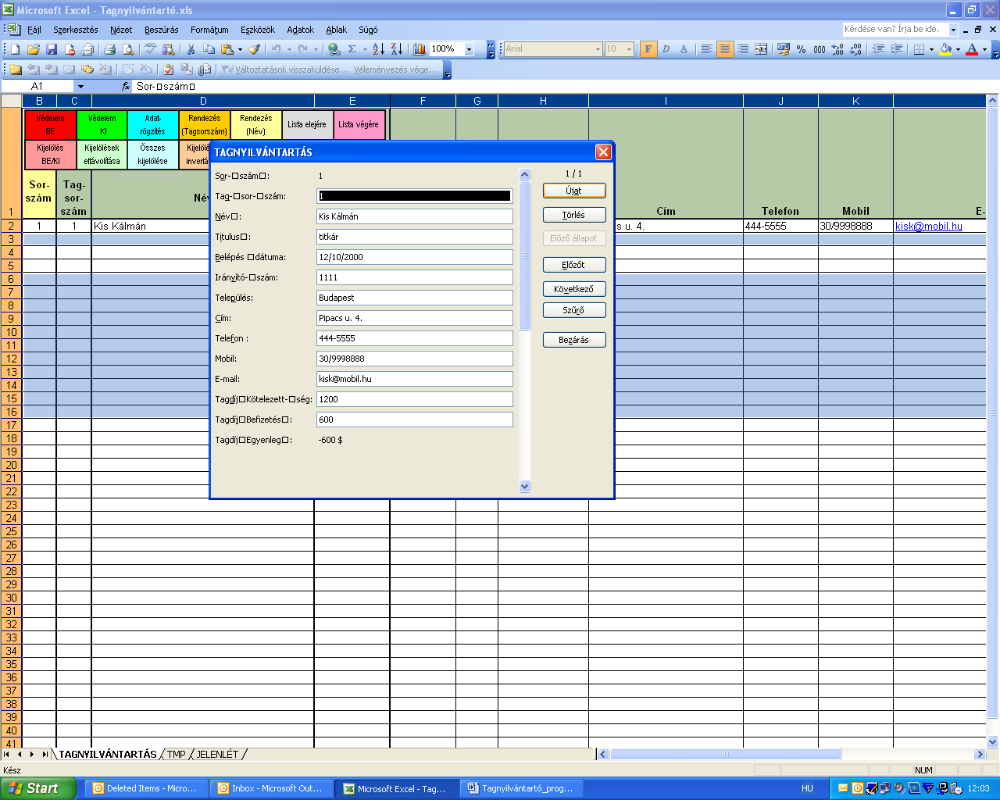 Microsoft Excel - Tagnyilvántartó.xls
Fájl Szerkesztés Nézet Beszúrás Formátum Eszközök Adatok Ablak Súgó Kérdése van? Írja be ide.
100% Arial 10 F D A
Változtatások visszaküldése... Véleményezés vége...
A1 fx Sor-□szám□
B C D E F G H I J K
Védelem BE
Védelem KI
Adat-rögzítés
Rendezés (Tagsorszám)
Rendezés (Név)
Lista elejére
Lista végére
Kijelölés BE/KI
Kijelölések eltávolítása
Összes kijelölése
Sor-szám
Tag-sor-szám
Cím
Telefon
Mobil
1
2 1 1 Kis Kálmán s u. 4. 444-5555 30/9998888 kisk@mobil.hu
3
4
5
6
7
8
9
10
11
12
13
14
15
16
17
18
19
20
21
22
23
24
25
26
27
28
29
30
31
32
33
34
35
36
37
38
39
40
41
TAGNYILVÁNTARTÁS
Sor-□szám□: 1
Tag-□sor-□szám: 1
Név□: Kis Kálmán
Titulus□: titkár
Belépés □dátuma: 12/10/2000
Irányító-□szám: 1111
Település: Budapest
Cím: Pipacs u. 4.
Telefon : 444-5555
Mobil: 30/9998888
E-mail: kisk@mobil.hu
Tagdíj□Kötelezett-□ség: 1200
Tagdíj□Befizetés□: 600
Tagdíj□Egyenleg□: -600 $
1 / 1
Újat
Törlés
Előző állapot
Előzőt
Következő
Szűrő
Bezárás
TAGNYILVÁNTARTÁS TMP JELENLÉT
Kész NUM
Start Deleted Items - Micro... Inbox - Microsoft Out... Microsoft Excel - Tag... Tagnyilvántartó_prog... HU 12:03